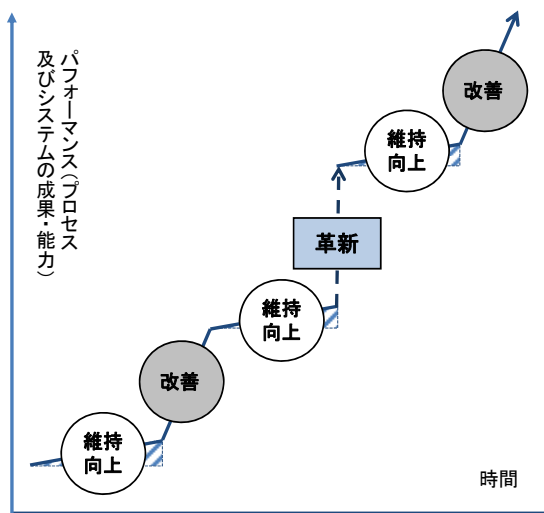 パフォーマンス（プロセス
及びシステムの成果・能力）
改善
維持
向上
革新
維持
向上
改善
維持
向上
時間